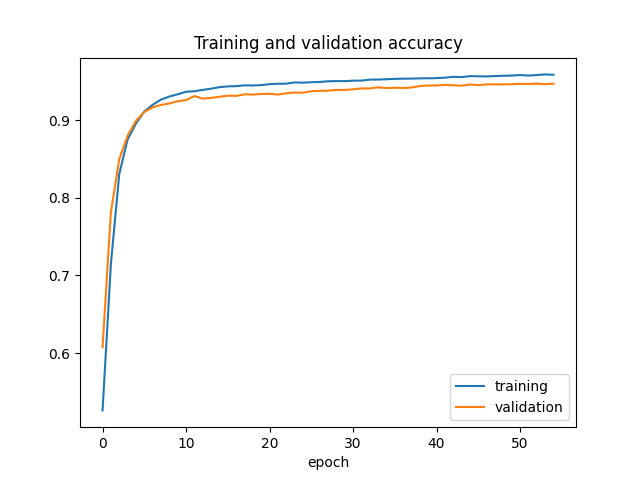 Training and validation accuracy
0.9
0.8
0.7
0.6
training
validation
0 10 20 30 40 50
epoch